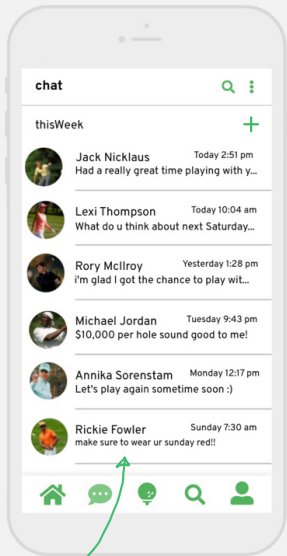 chat
thisWeek
Jack Nicklaus Today 2:51 pm
Had a really great time playing with y...
Lexi Thompson Today 10:04 am
What do u think about next Saturday...
Rory McIlroy Yesterday 1:28 pm
i'm glad I got the chance to play wit...
Michael Jordan Tuesday 9:43 pm
$10,000 per hole sound good to me!
Annika Sorenstam Monday 12:17 pm
Let's play again sometime soon :)
Rickie Fowler Sunday 7:30 am
make sure to wear ur sunday red!!